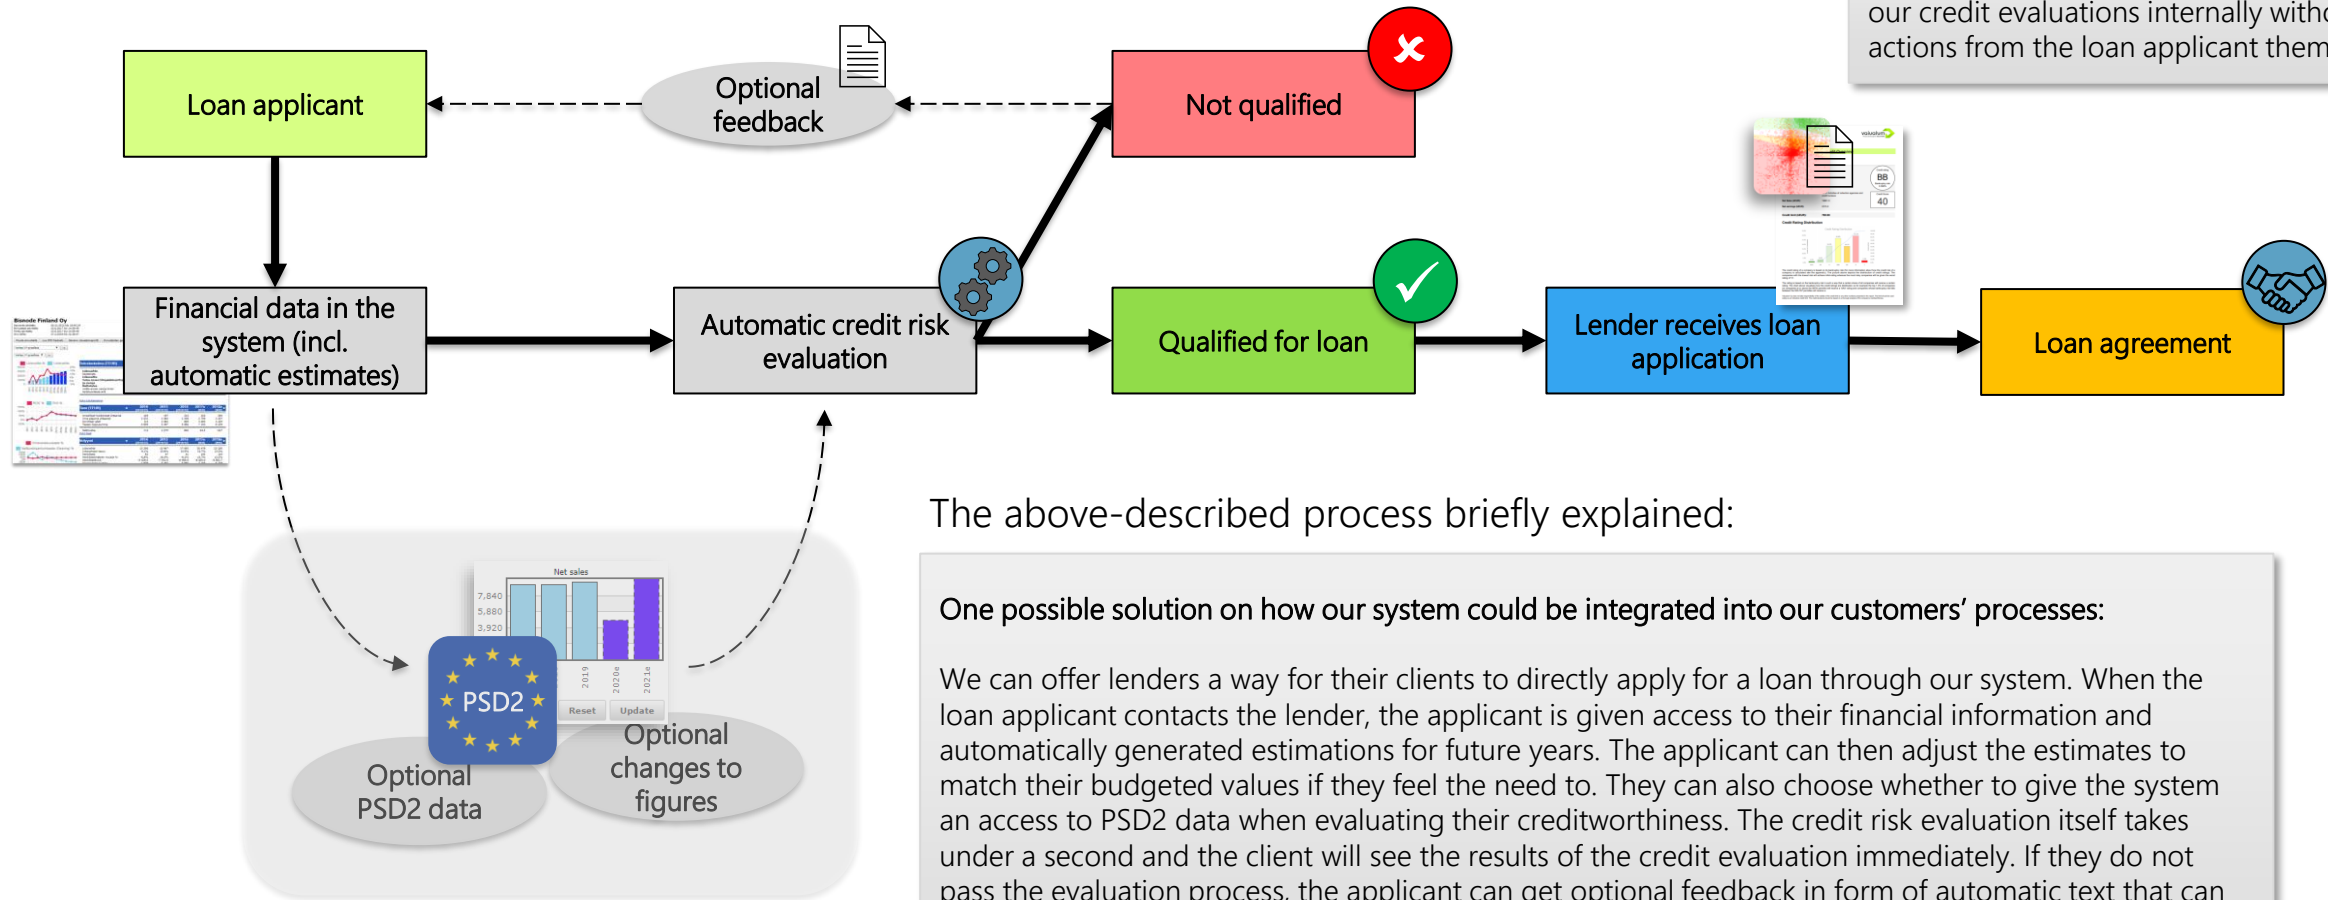 our credit evaluations internally
actions from the loan applicant
Loan applicant
Optional
feedback
Not qualified
valuatum
BB
40
Financial data in the
system (incl.
automatic estimates)
Automatic credit risk
evaluation
Qualified for loan
Lender receives loan
application
Loan agreement
Bisnode Finland Oy
Net sales
7,840
5,880
3,920
2019
2020e
2021e
Reset
Update
PSD2
Optional
PSD2 data
Optional
changes to
figures
The above-described process briefly explained:
One possible solution on how our system could be integrated into our customers’ processes:
We can offer lenders a way for their clients to directly apply for a loan through our system. When the
loan applicant contacts the lender, the applicant is given access to their financial information and
automatically generated estimations for future years. The applicant can then adjust the estimates to
match their budgeted values if they feel the need to. They can also choose whether to give the system
an access to PSD2 data when evaluating their creditworthiness. The credit risk evaluation itself takes
under a second and the client will see the results of the credit evaluation immediately. If they do not
pass the evaluation process, the applicant can get optional feedback in form of automatic text that can